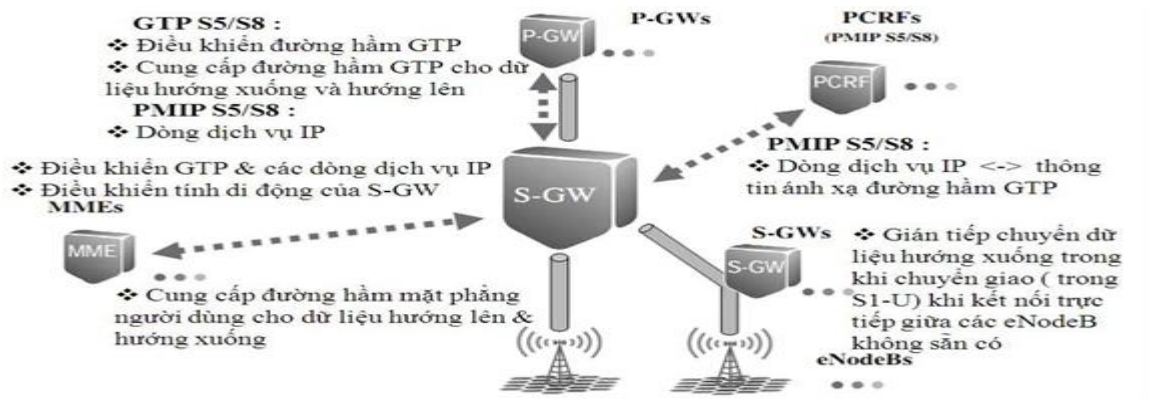 GTP S5/S8 :
❖ Điều khiển đường hầm GTP
❖ Cung cấp đường hầm GTP cho dữ
liệu hướng xuống và hướng lên
PMIP S5/S8 :
❖ Dòng dịch vụ IP
P-GWs
P-GW
PCRFs
(PMIP S5/S8)
PCRF
PMIP S5/S8 :
❖ Dòng dịch vụ IP <-> thông
tin ánh xạ đường hầm GTP
❖ Điều khiển GTP & các dòng dịch vụ IP
❖ Điều khiển tính di động của S-GW
MMEs
MME
S-GW
❖ Cung cấp đường hầm mặt phẳng
người dùng cho dữ liệu hướng lên &
hướng xuống
S-GWs
S-GW
❖ Gián tiếp chuyển dữ
liệu hướng xuống trong
khi chuyển giao ( trong
S1-U) khi kết nối trực
tiếp giữa các eNodeB
không sẵn có
eNodeBs